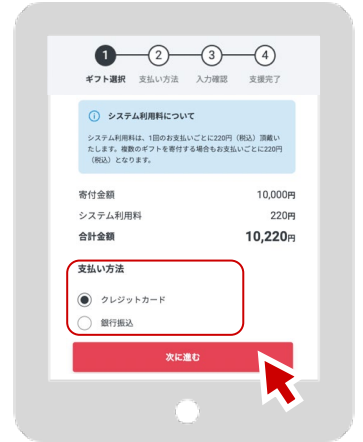 1 2 3 4
ギフト選択 支払い方法 入力確認 支援完了
システム利用料について
システム利用料は、1回のお支払いごとに220円（税込）頂戴い
たします。複数のギフトを寄付する場合もお支払いごとに220円
（税込）となります。
寄付金額 10,000円
システム利用料 220円
合計金額 10,220円
支払い方法
クレジットカード
銀行振込
次に進む